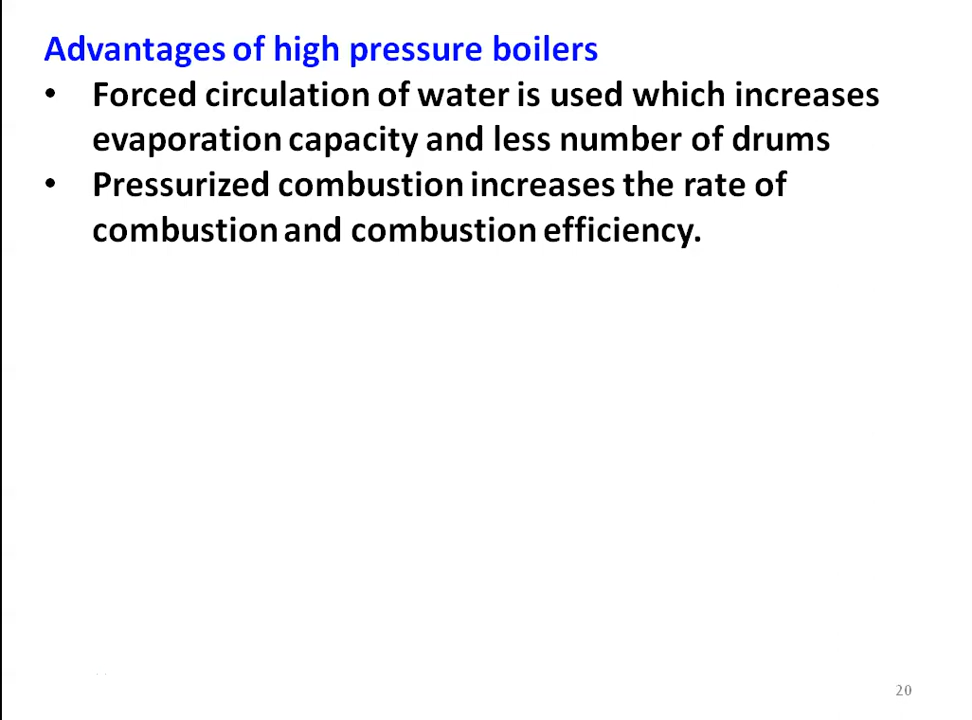 Advantages of high pressure boilers
• Forced circulation of water is used which increases
evaporation capacity and less number of drums
• Pressurized combustion increases the rate of
combustion and combustion efficiency.
20